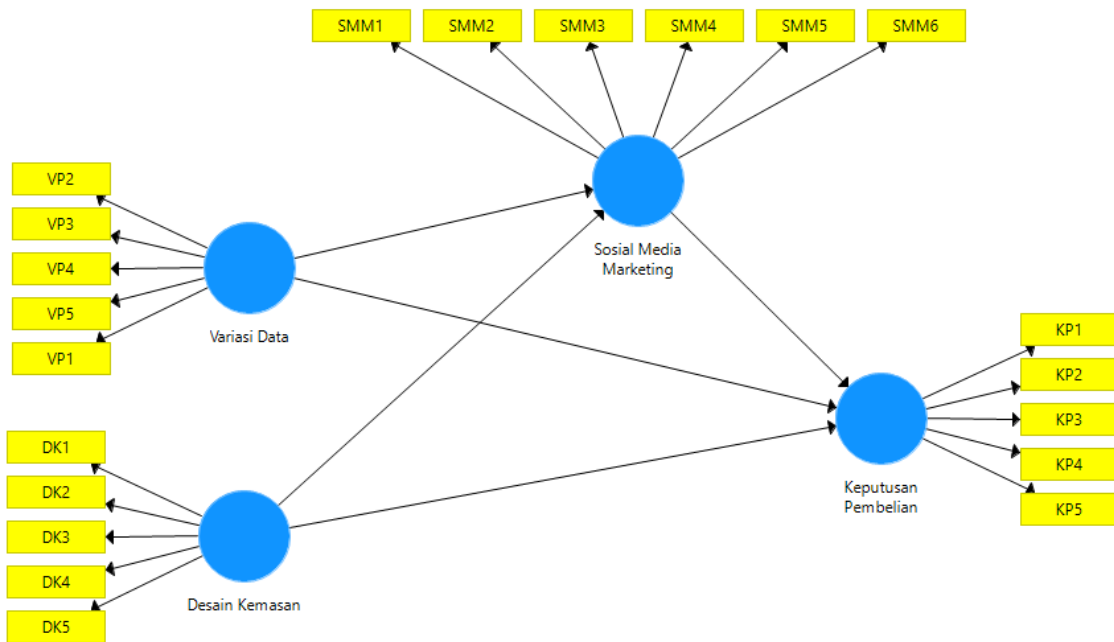 SMM1
SMM2
SMM3
SMM4
SMM5
SMM6
Sosial Media
Marketing
VP2
VP3
VP4
VP5
VP1
Variasi Data
KP1
KP2
KP3
KP4
KP5
Keputusan
Pembelian
DK1
DK2
DK3
DK4
DK5
Desain Kemasan